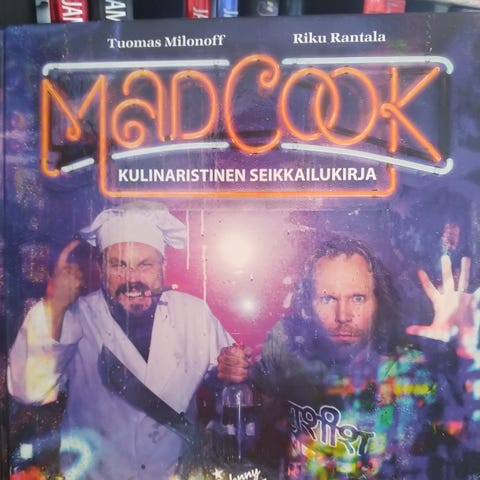 Tuomas Milonoff Riku Rantala
MADCOOK
KULINARISTINEN SEIKKAILUKIRJA